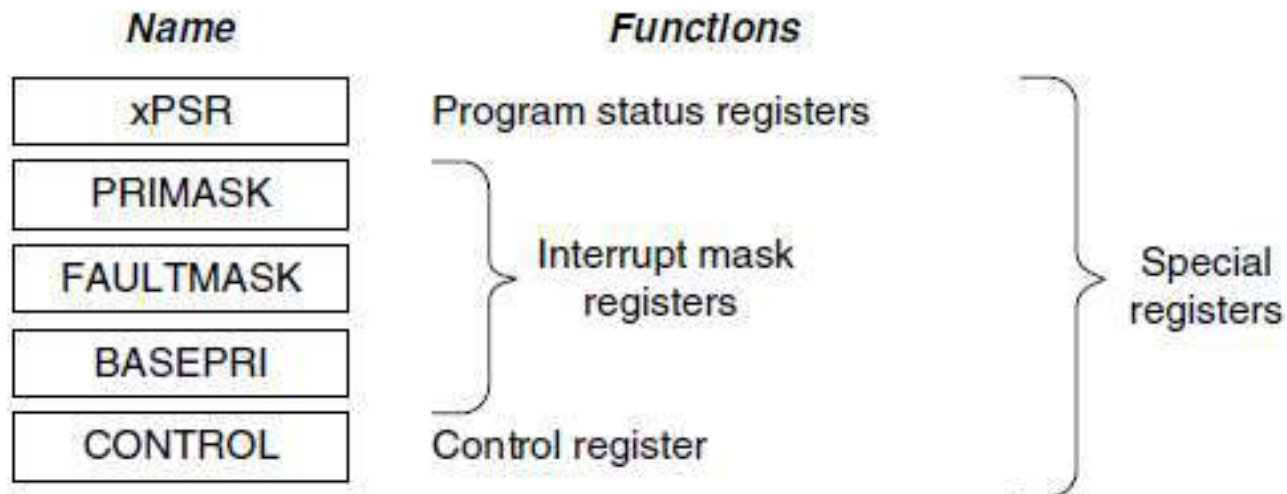 Name Functions
xPSR Program status registers
PRIMASK
FAULTMASK
BASEPRI
Interrupt mask
registers
CONTROL Control register
Special
registers